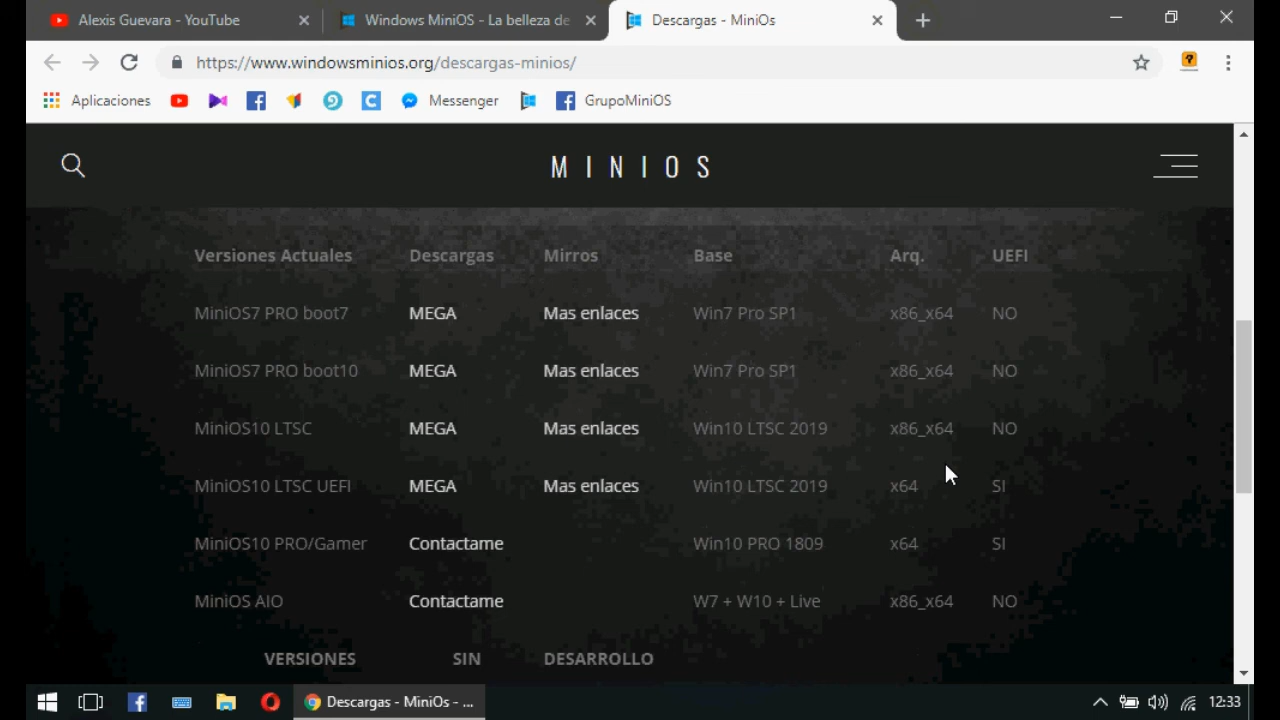 Alexis Guevara - YouTube
Windows MiniOS - La belleza de
Descargas - MiniOs
https://www.windowsminios.org/descargas-minios/
Aplicaciones
Messenger
GrupoMiniOS
MINIOS
Versiones Actuales Descargas Mirros Base Arq. UEFI
MiniOS7 PRO boot7 MEGA Mas enlaces Win7 Pro SP1 x86_x64 NO
MiniOS7 PRO boot10 MEGA Mas enlaces Win7 Pro SP1 x86_x64 NO
MiniOS10 LTSC MEGA Mas enlaces Win10 LTSC 2019 x86_x64 NO
MiniOS10 LTSC UEFI MEGA Mas enlaces Win10 LTSC 2019 x64 SI
MiniOS10 PRO/Gamer Contactame Win10 PRO 1809 x64 SI
MiniOS AIO Contactame W7 + W10 + Live x86_x64 NO
VERSIONES SIN DESARROLLO
Descargas - MiniOs - ...
12:33